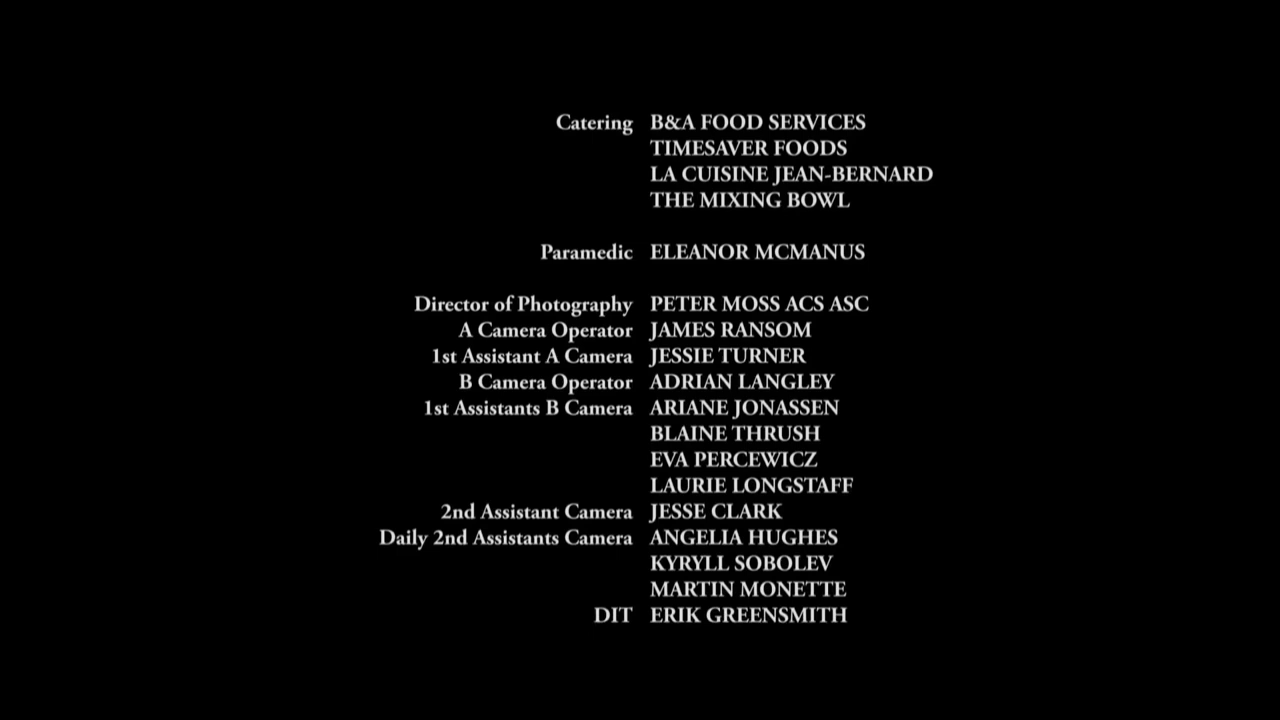 Catering B&A FOOD SERVICES
TIMESAVER FOODS
LA CUISINE JEAN-BERNARD
THE MIXING BOWL
Paramedic ELEANOR MCMANUS
Director of Photography PETER MOSS ACS ASC
A Camera Operator JAMES RANSOM
1st Assistant A Camera JESSIE TURNER
B Camera Operator ADRIAN LANGLEY
1st Assistants B Camera ARIANE JONASSEN
BLAINE THRUSH
EVA PERCEWICZ
LAURIE LONGSTAFF
2nd Assistant Camera JESSE CLARK
Daily 2nd Assistants Camera ANGELIA HUGHES
KYRYLL SOBOLEV
MARTIN MONETTE
DIT ERIK GREENSMITH